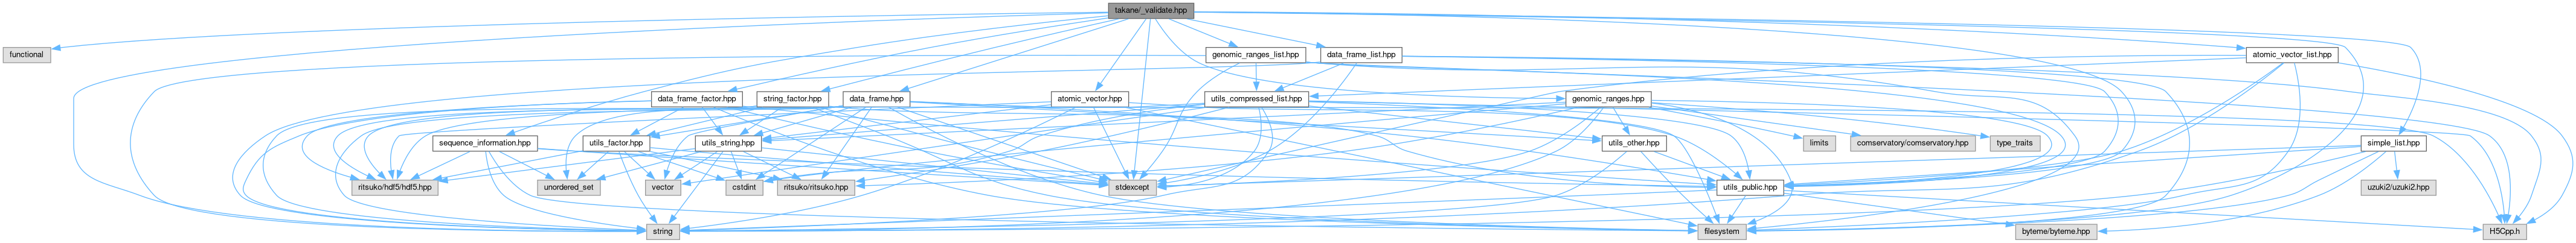 takane/_validate.hpp
functional
genomic_ranges_list.hpp
data_frame_list.hpp
atomic_vector_list.hpp
data_frame_factor.hpp
string_factor.hpp
data_frame.hpp
atomic_vector.hpp
utils_compressed_list.hpp
genomic_ranges.hpp
sequence_information.hpp
utils_factor.hpp
utils_string.hpp
utils_other.hpp
limits
comservatory/comservatory.hpp
type_traits
simple_list.hpp
ritsuko/hdf5/hdf5.hpp
unordered_set
vector
cstdint
ritsuko/ritsuko.hpp
stdexcept
utils_public.hpp
uzuki2/uzuki2.hpp
string
filesystem
byteme/byteme.hpp
H5Cpp.h